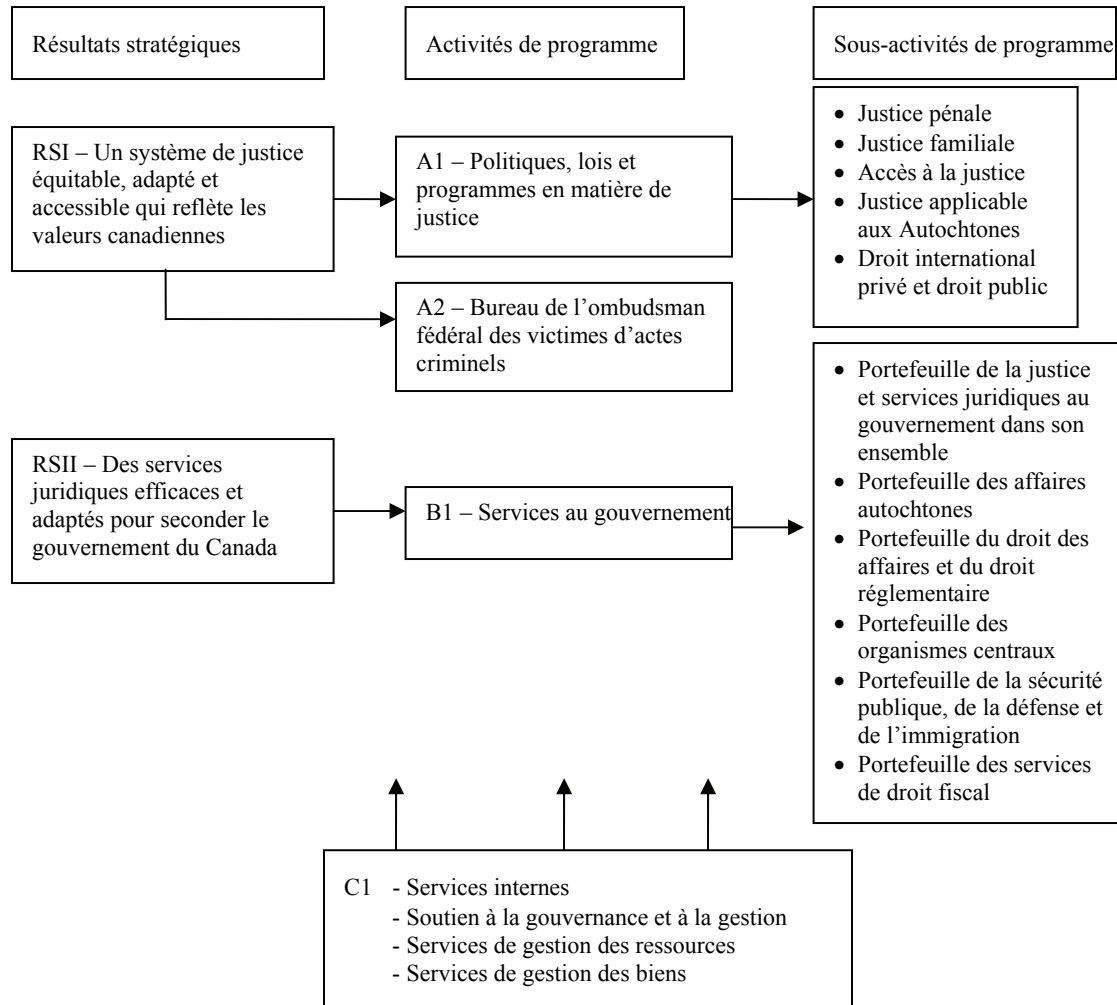 Résultats stratégiques
Activités de programme
Sous-activités de programme
RSI – Un système de justice
équitable, adapté et
accessible qui reflète les
valeurs canadiennes
A1 – Politiques, lois et
programmes en matière de
justice
• Justice pénale
• Justice familiale
• Accès à la justice
• Justice applicable
aux Autochtones
• Droit international
privé et droit public
A2 – Bureau de l’ombudsman
fédéral des victimes d’actes
criminels
RSII – Des services
juridiques efficaces et
adaptés pour seconder le
gouvernement du Canada
B1 – Services au gouvernement
• Portefeuille de la justice
et services juridiques au
gouvernement dans son
ensemble
• Portefeuille des affaires
autochtones
• Portefeuille du droit des
affaires et du droit
réglementaire
• Portefeuille des
organismes centraux
• Portefeuille de la sécurité
publique, de la défense et
de l’immigration
• Portefeuille des services
de droit fiscal
C1 - Services internes
- Soutien à la gouvernance et à la gestion
- Services de gestion des ressources
- Services de gestion des biens